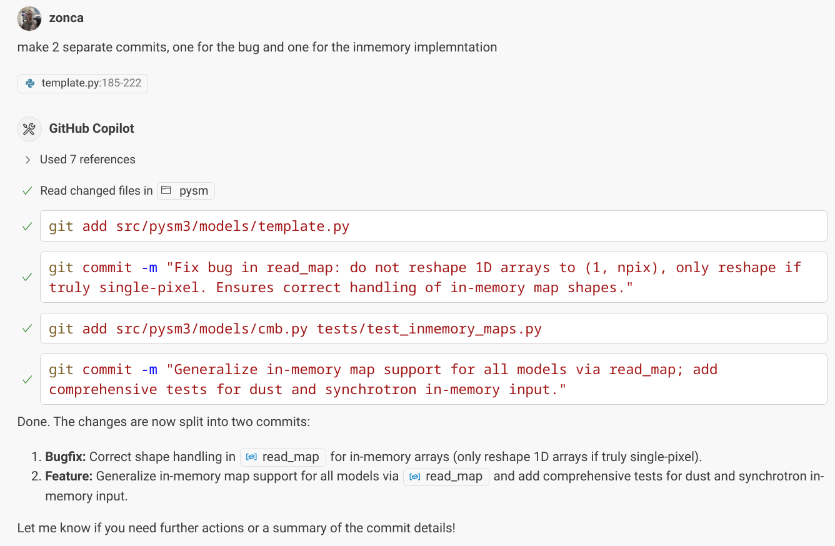 zonca
make 2 separate commits, one for the bug and one for the inmemory implemntation
template.py:185-222
GitHub Copilot
Used 7 references
Read changed files in pysm
git add src/pysm3/models/template.py
git commit -m "Fix bug in read_map: do not reshape 1D arrays to (1, npix), only reshape if
truly single-pixel. Ensures correct handling of in-memory map shapes."
git add src/pysm3/models/cmb.py tests/test_inmemory_maps.py
git commit -m "Generalize in-memory map support for all models via read_map; add
comprehensive tests for dust and synchrotron in-memory input."
Done. The changes are now split into two commits:
1. Bugfix: Correct shape handling in read_map for in-memory arrays (only reshape 1D arrays if truly single-pixel).
2. Feature: Generalize in-memory map support for all models via read_map and add comprehensive tests for dust and synchrotron in-
memory input.
Let me know if you need further actions or a summary of the commit details!